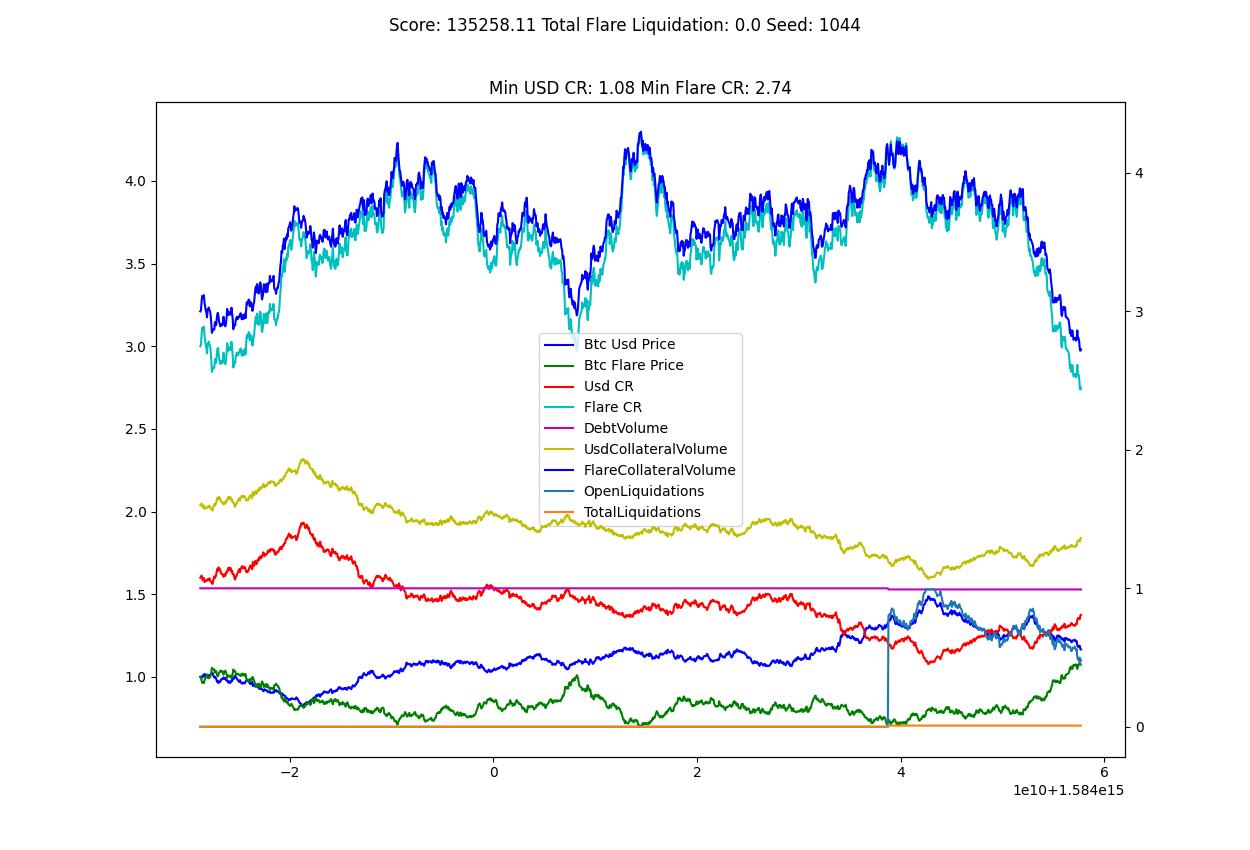 Score: 135258.11 Total Flare Liquidation: 0.0 Seed: 1044
Min USD CR: 1.08 Min Flare CR: 2.74
4.0
3.5
3.0
2.5
2.0
1.5
1.0
4
3
2
1
0
Btc Usd Price
Btc Flare Price
Usd CR
Flare CR
DebtVolume
UsdCollateralVolume
FlareCollateralVolume
OpenLiquidations
TotalLiquidations
−2
0
2
4
6
1e10+1.584e15